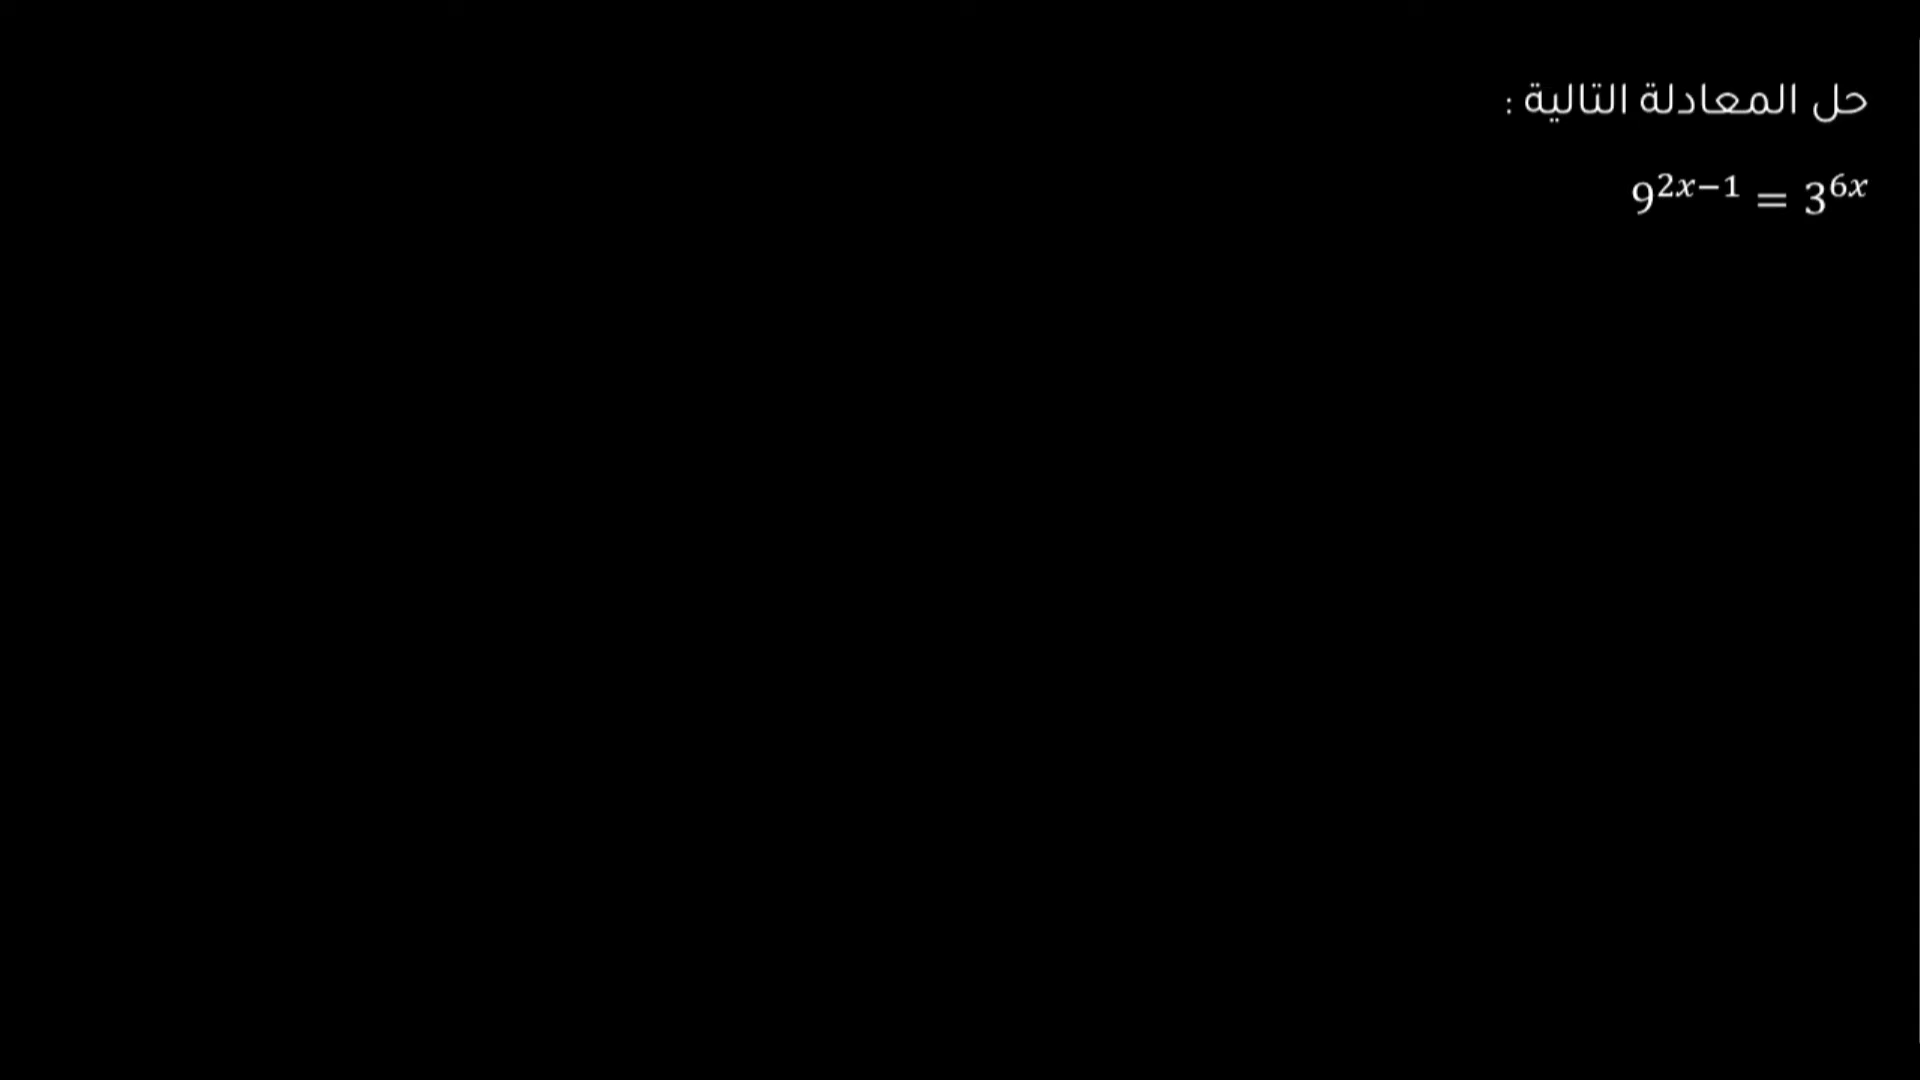 حل المعادلة التالية :
9^{2x−1} = 3^{6x}